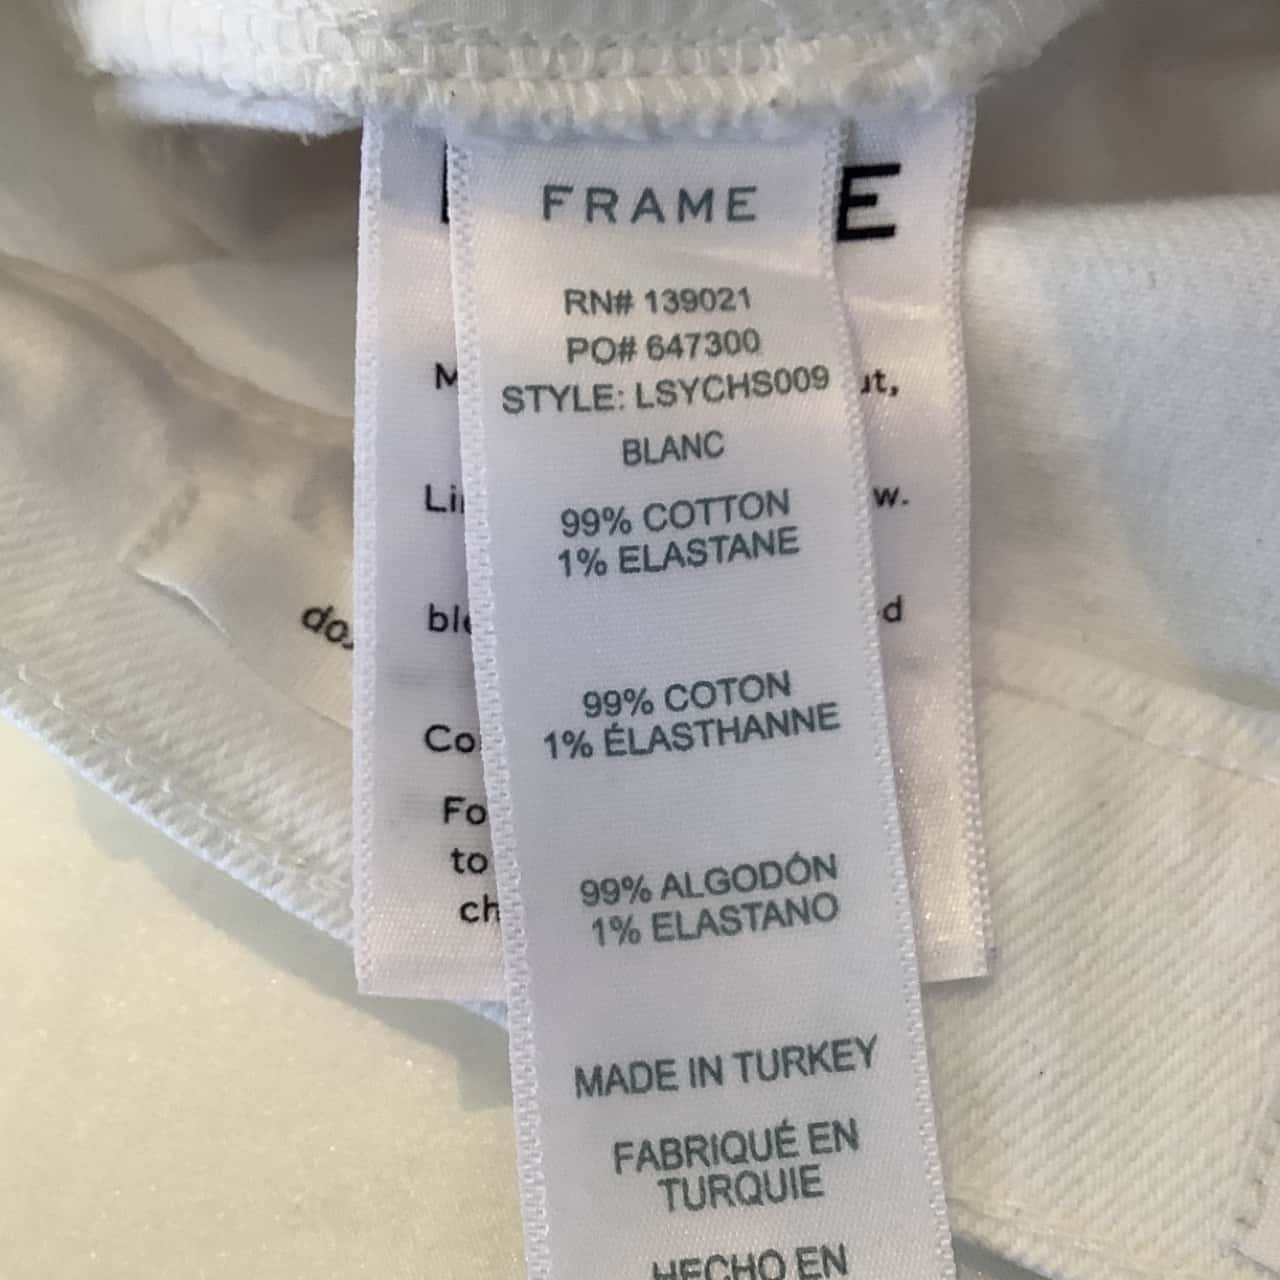 FRAME
RN# 139021
PO# 647300
STYLE: LSYCHS009
BLANC
99% COTTON
1% ELASTANE
99% COTON
1% ÉLASTHANNE
99% ALGODÓN
1% ELASTANO
MADE IN TURKEY
FABRIQUÉ EN
TURQUIE
HECHO EN
E
to